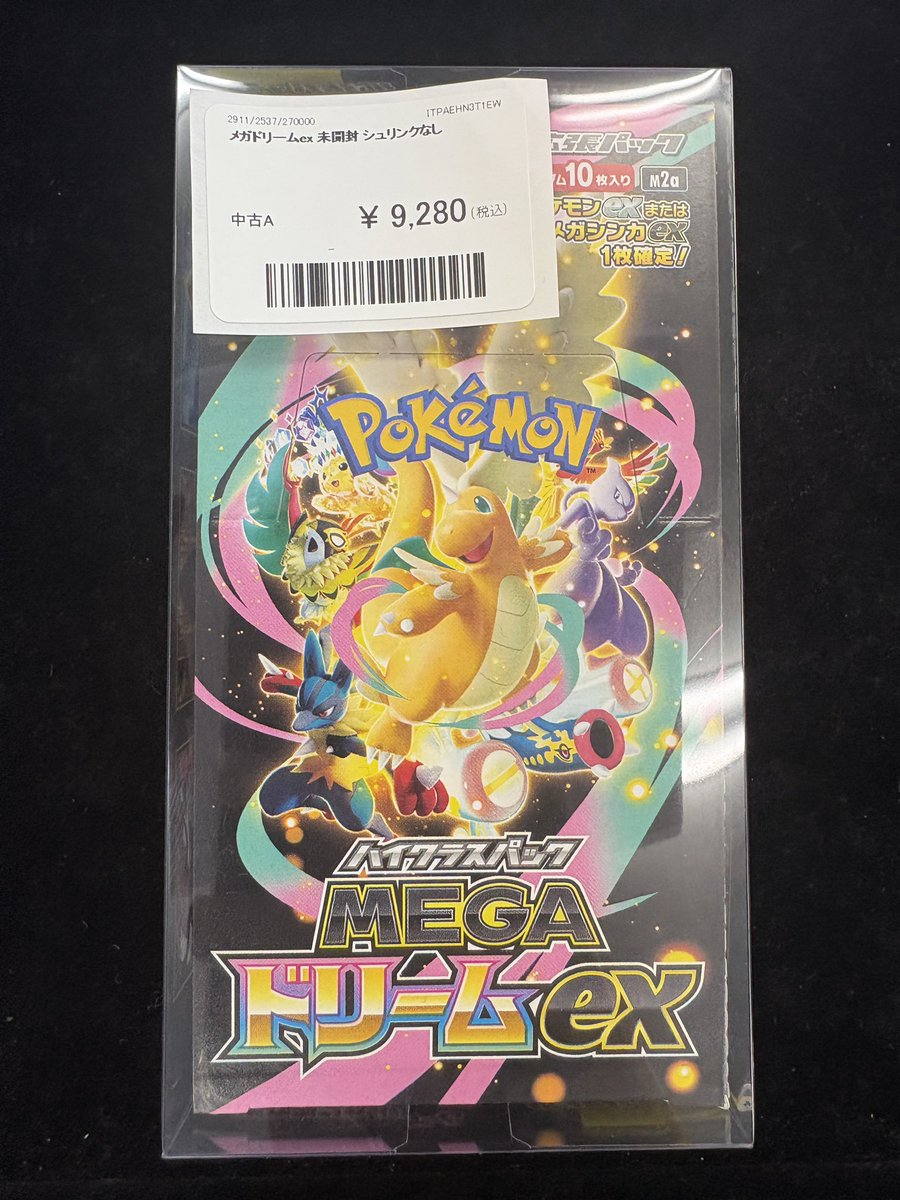 2911/2537/270000
ITPAEHN3T1EW
メガドリームex 未開封 シュリンクなし
中古A
¥ 9,280(税込)
拡張パック
ム10枚入り
M2a
ケモンexまたは
メガシンカex
1枚確定!
POKÉMON
TM
ハイクラスパック
MEGA
ドリームex